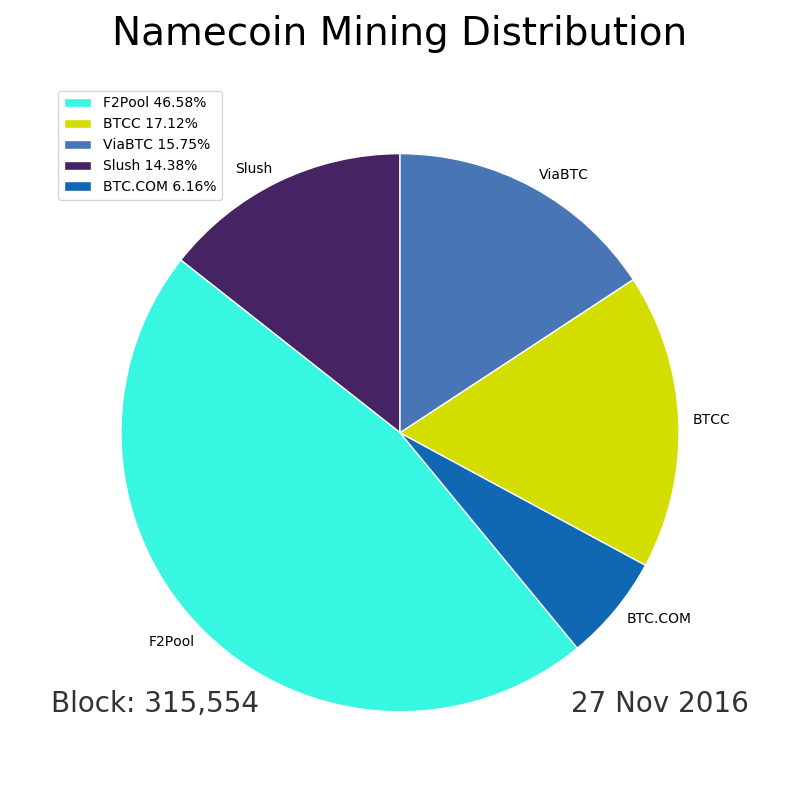 Namecoin Mining Distribution
F2Pool 46.58%
BTCC 17.12%
ViaBTC 15.75%
Slush 14.38%
BTC.COM 6.16%
Slush
ViaBTC
BTCC
BTC.COM
F2Pool
Block: 315,554
27 Nov 2016